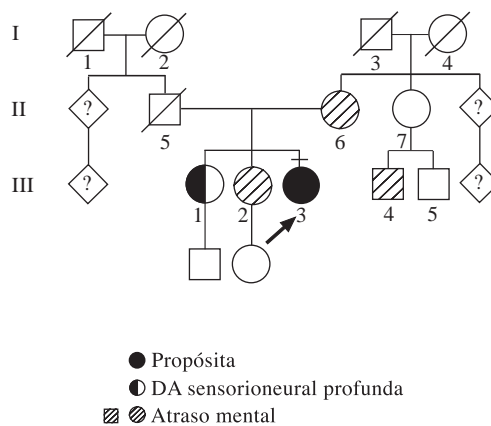 I
1
2
3
4
II
?
5
6
7
?
III
?
1
2
3
4
5
?
Propósita
DA sensorioneural profunda
Atraso mental